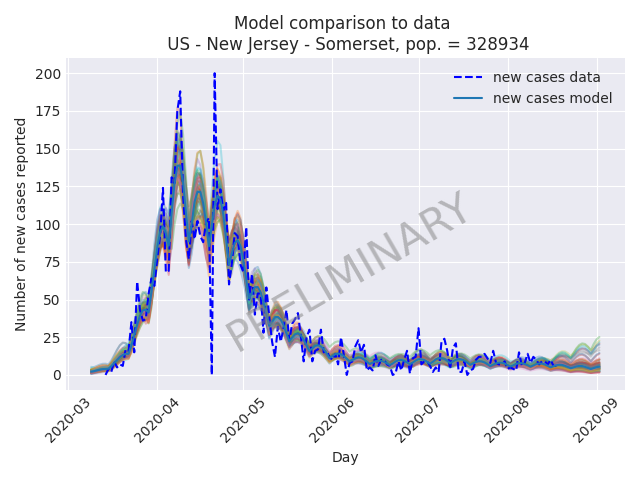 Model comparison to data
US - New Jersey - Somerset, pop. = 328934
new cases data
new cases model
Number of new cases reported
200
175
150
125
100
75
50
25
0
PRELIMINARY
2020-03
2020-04
2020-05
2020-06
2020-07
2020-08
2020-09
Day